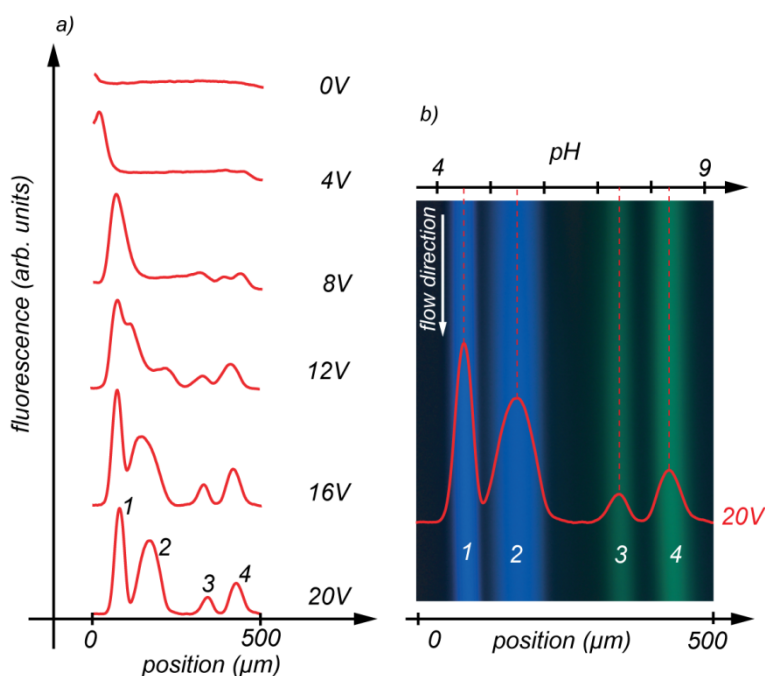 a)
fluorescence (arb. units)
0V
4V
8V
12V
16V
20V
1
2
3
4
0
500
position (µm)
b)
pH
4
9
flow direction
20V
1
2
3
4
0
500
position (µm)